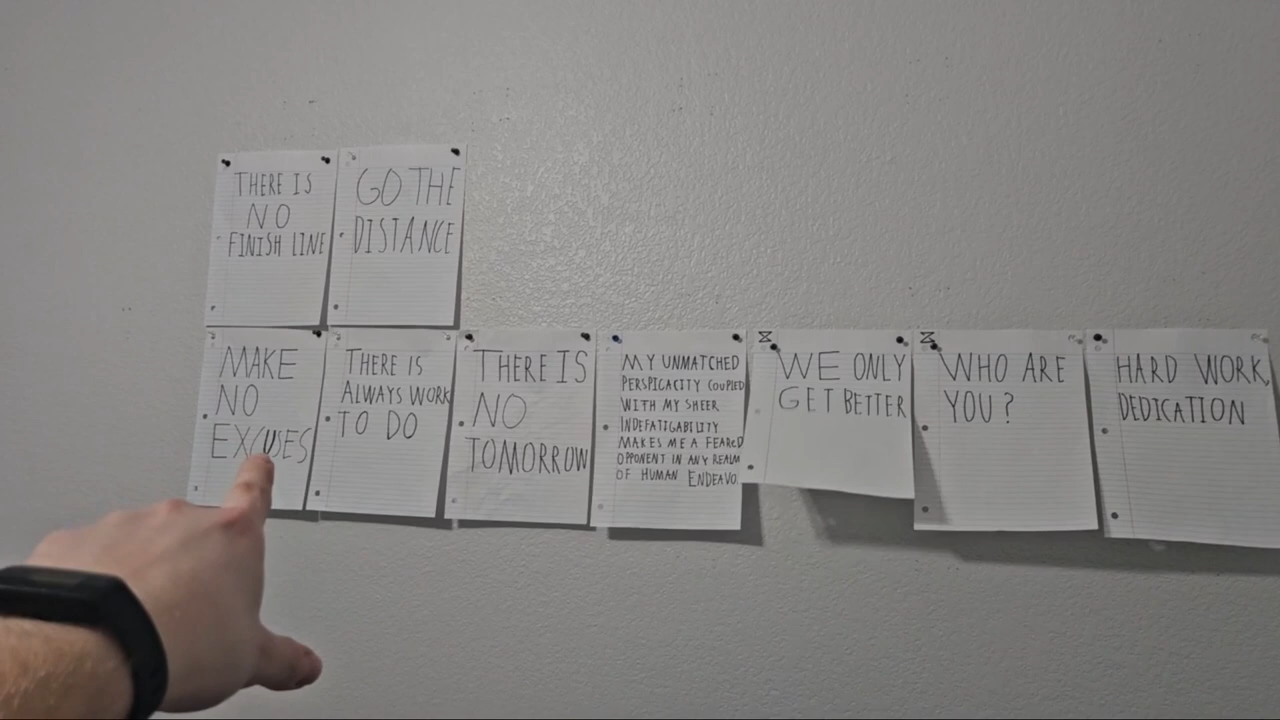 THERE IS
NO
FINISH LINE
GO THE
DISTANCE
MAKE
NO
EXCUSES
THERE IS
ALWAYS WORK
TO DO
THERE IS
NO
TOMORROW
MY UNMATCHED
PERSPICACITY COUPLED
WITH MY SHEER
INDEFATIGABILITY
MAKES ME A FEARED
OPPONENT IN ANY REALM
OF HUMAN ENDEAVO
WE ONLY
GET BETTER
WHO ARE
YOU?
HARD WORK,
DEDICATION